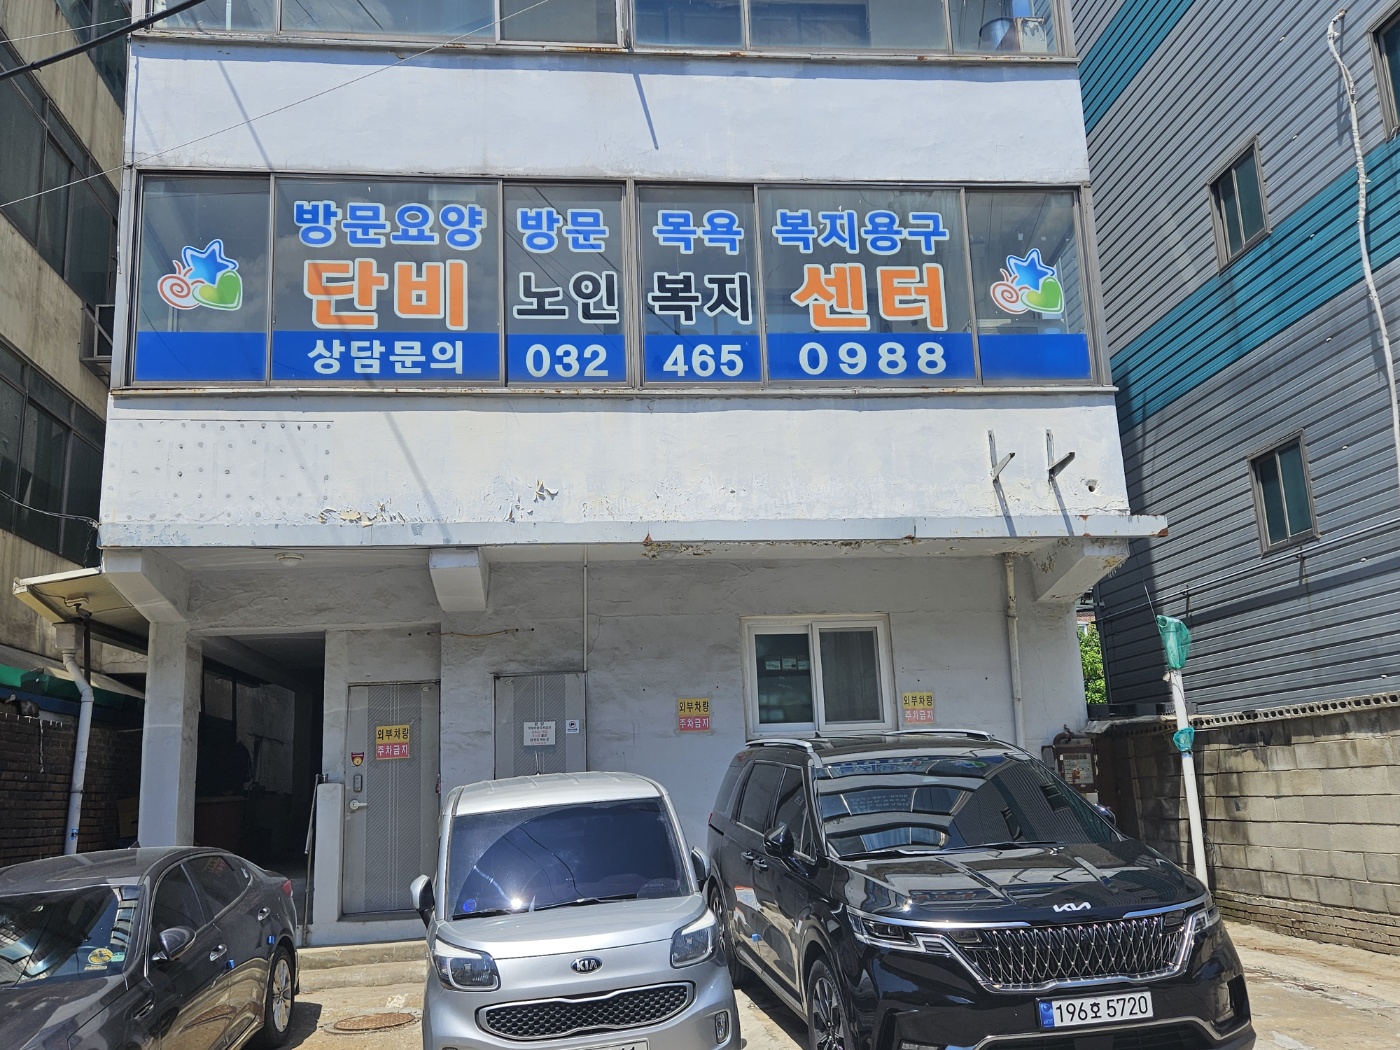 방문요양 방문 목욕 복지용구
단비 노인 복지 센터
상담문의 032 465 0988
외부차량
주차금지
외부차량
주차금지
외부차량
주차금지
KIA
KIA
196호 5720